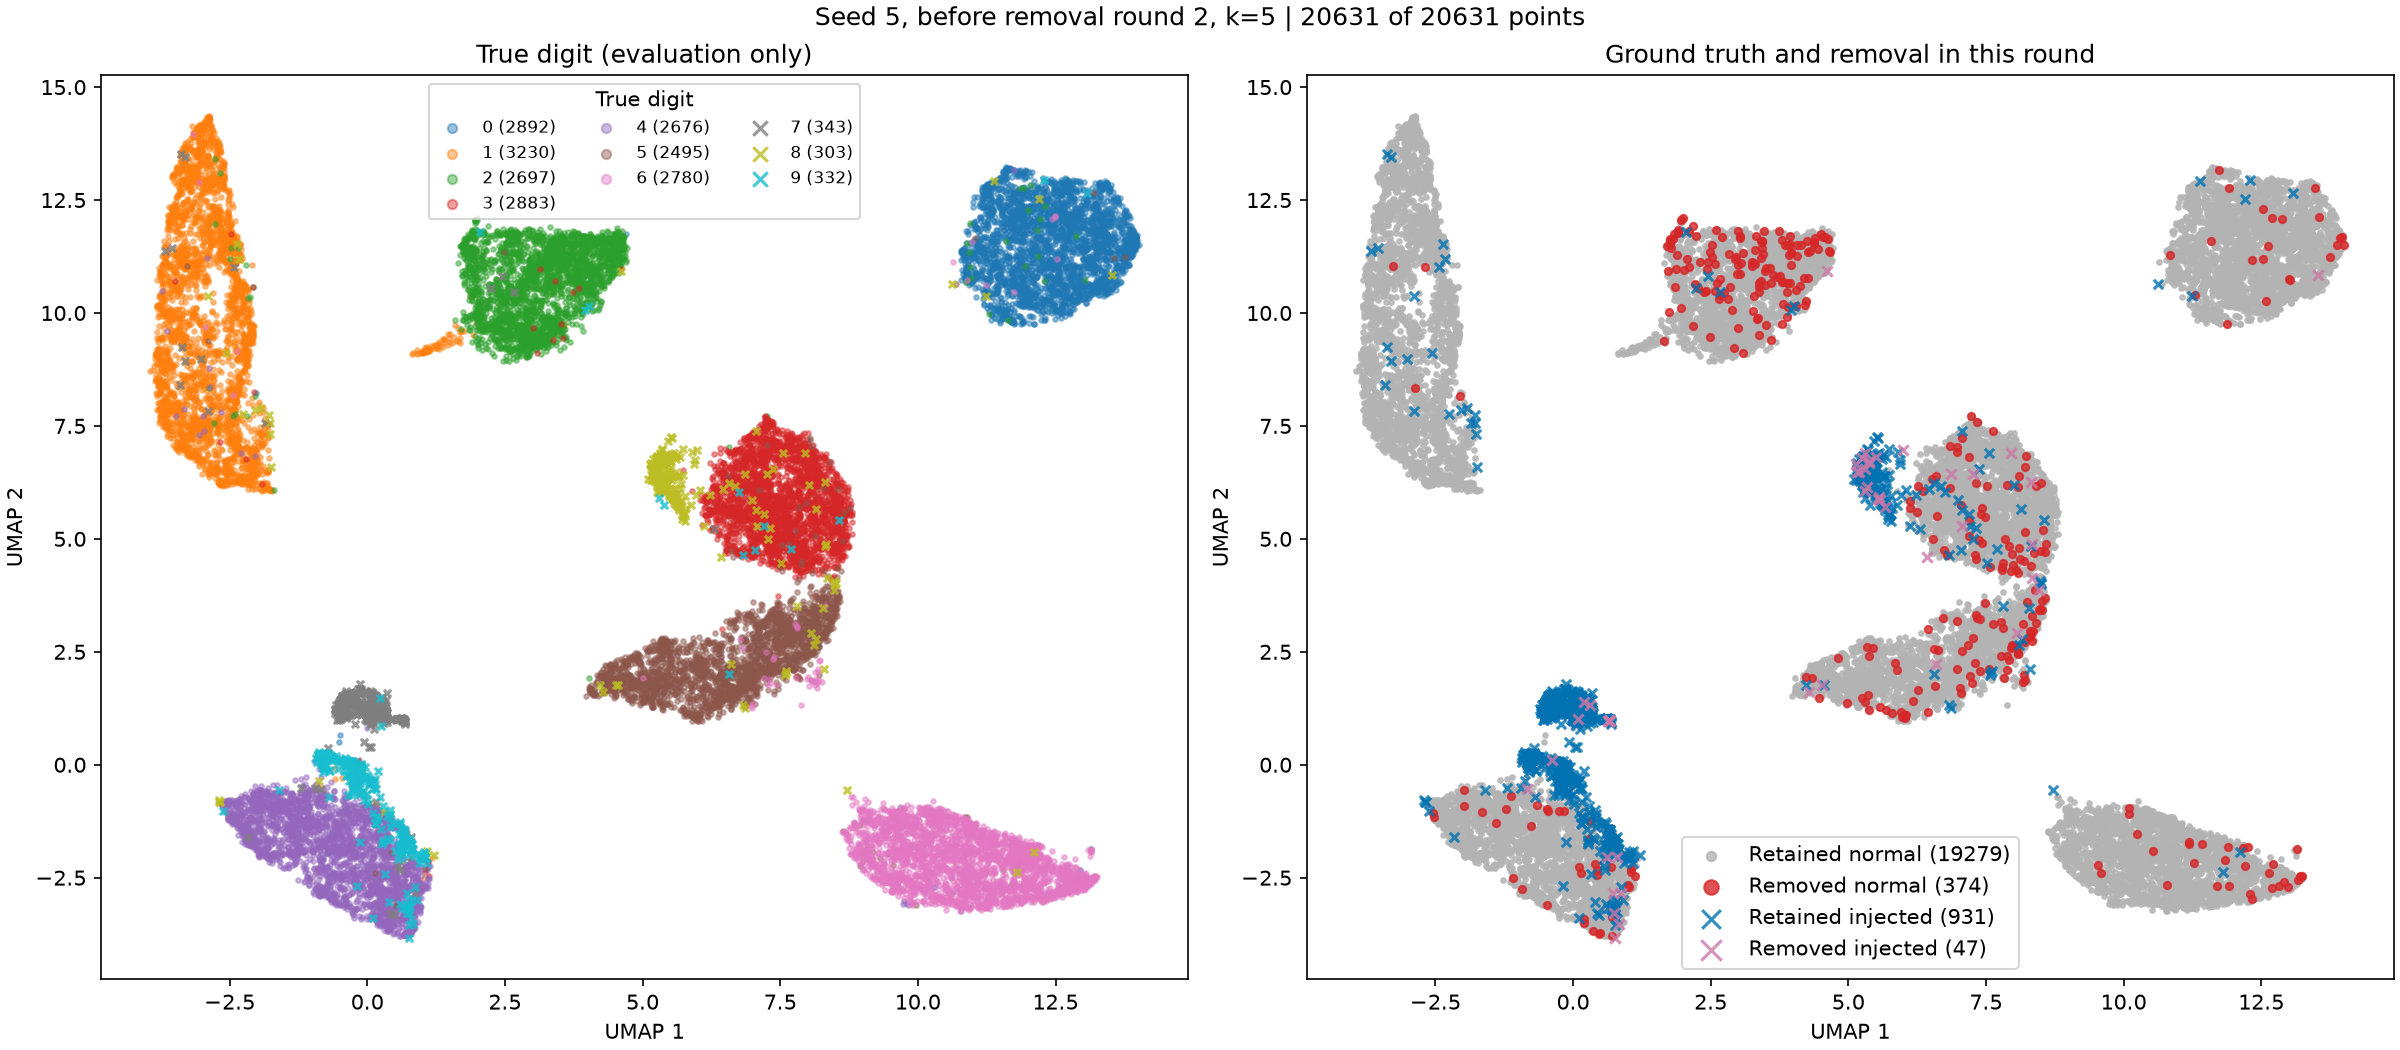 Seed 5, before removal round 2, k=5 | 20631 of 20631 points
True digit (evaluation only)
True digit
0 (2892)
1 (3230)
2 (2697)
3 (2883)
4 (2676)
5 (2495)
6 (2780)
7 (343)
8 (303)
9 (332)
15.0
12.5
10.0
7.5
5.0
2.5
0.0
−2.5
UMAP 2
−2.5 0.0 2.5 5.0 7.5 10.0 12.5
UMAP 1
Ground truth and removal in this round
15.0
12.5
10.0
7.5
5.0
2.5
0.0
−2.5
UMAP 2
Retained normal (19279)
Removed normal (374)
Retained injected (931)
Removed injected (47)
−2.5 0.0 2.5 5.0 7.5 10.0 12.5
UMAP 1